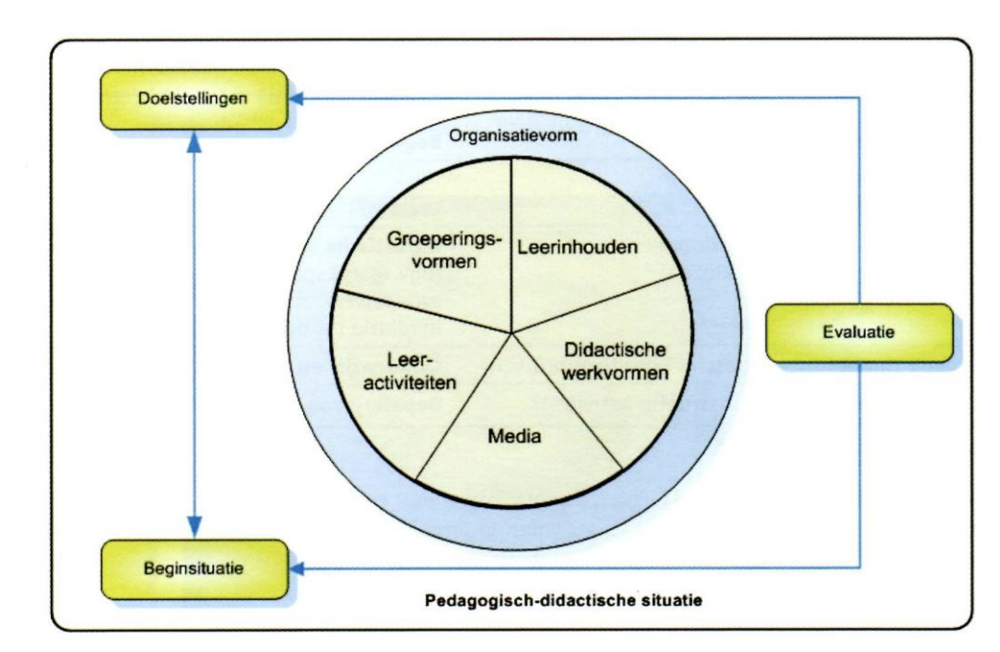 Doelstellingen
Organisatievorm
Groeperings-
vormen
Leerinhouden
Leer-
activiteiten
Didactische
werkvormen
Media
Evaluatie
Beginsituatie
Pedagogisch-didactische situatie